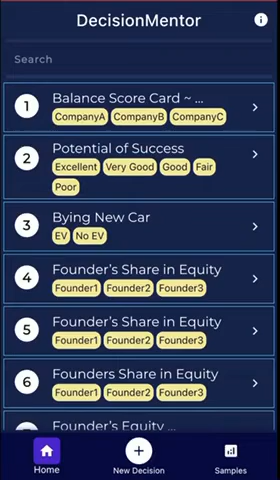 DecisionMentor
Search
1
Balance Score Card ~ ...
CompanyA CompanyB CompanyC
2
Potential of Success
Excellent Very Good Good Fair
Poor
3
Bying New Car
EV No EV
4
Founder's Share in Equity
Founder1 Founder2 Founder3
5
Founder's Share in Equity
Founder1 Founder2 Founder3
6
Founders Share in Equity
Founder1 Founder2 Founder3
Founder's Equity ...
Home New Decision Samples